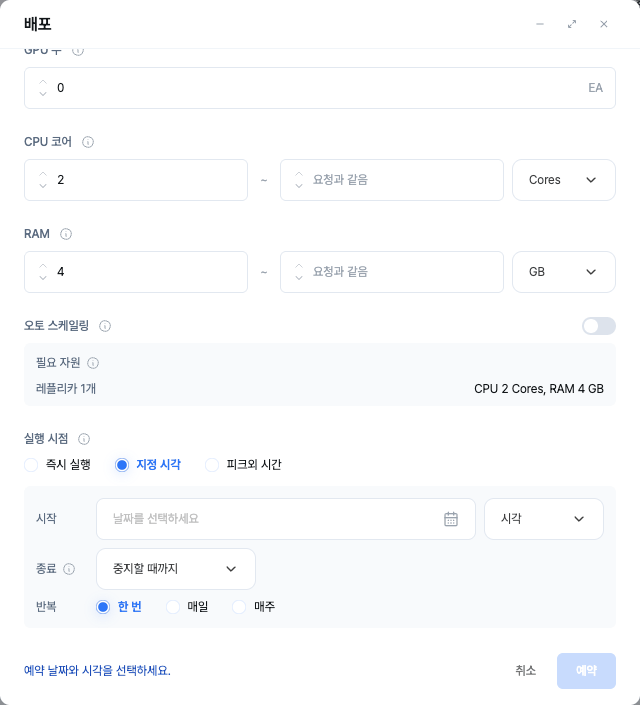 배포
GPU 수
0
EA
CPU 코어
2 ~ 요청과 같음 Cores
RAM
4 ~ 요청과 같음 GB
오토 스케일링
필요 자원
레플리카 1개 CPU 2 Cores, RAM 4 GB
실행 시점
즉시 실행 지정 시각 피크외 시간
시작 날짜를 선택하세요 시각
종료 중지할 때까지
반복 한 번 매일 매주
예약 날짜와 시각을 선택하세요. 취소 예약